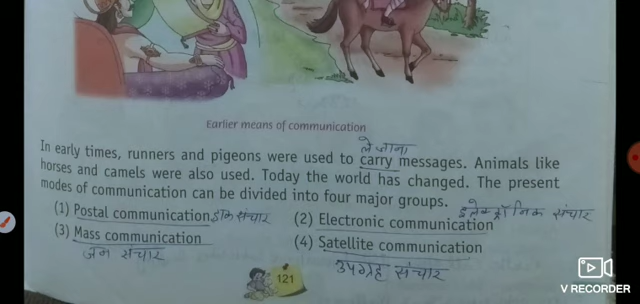 Earlier means of communication
ले जाना
In early times, runners and pigeons were used to carry messages. Animals like
horses and camels were also used. Today the world has changed. The present
modes of communication can be divided into four major groups.
(1) Postal communication डाक संचार (2) Electronic communication इलेक्ट्रॉनिक संचार
(3) Mass communication (4) Satellite communication
जन संचार उपग्रह संचार
121
V RECORDER